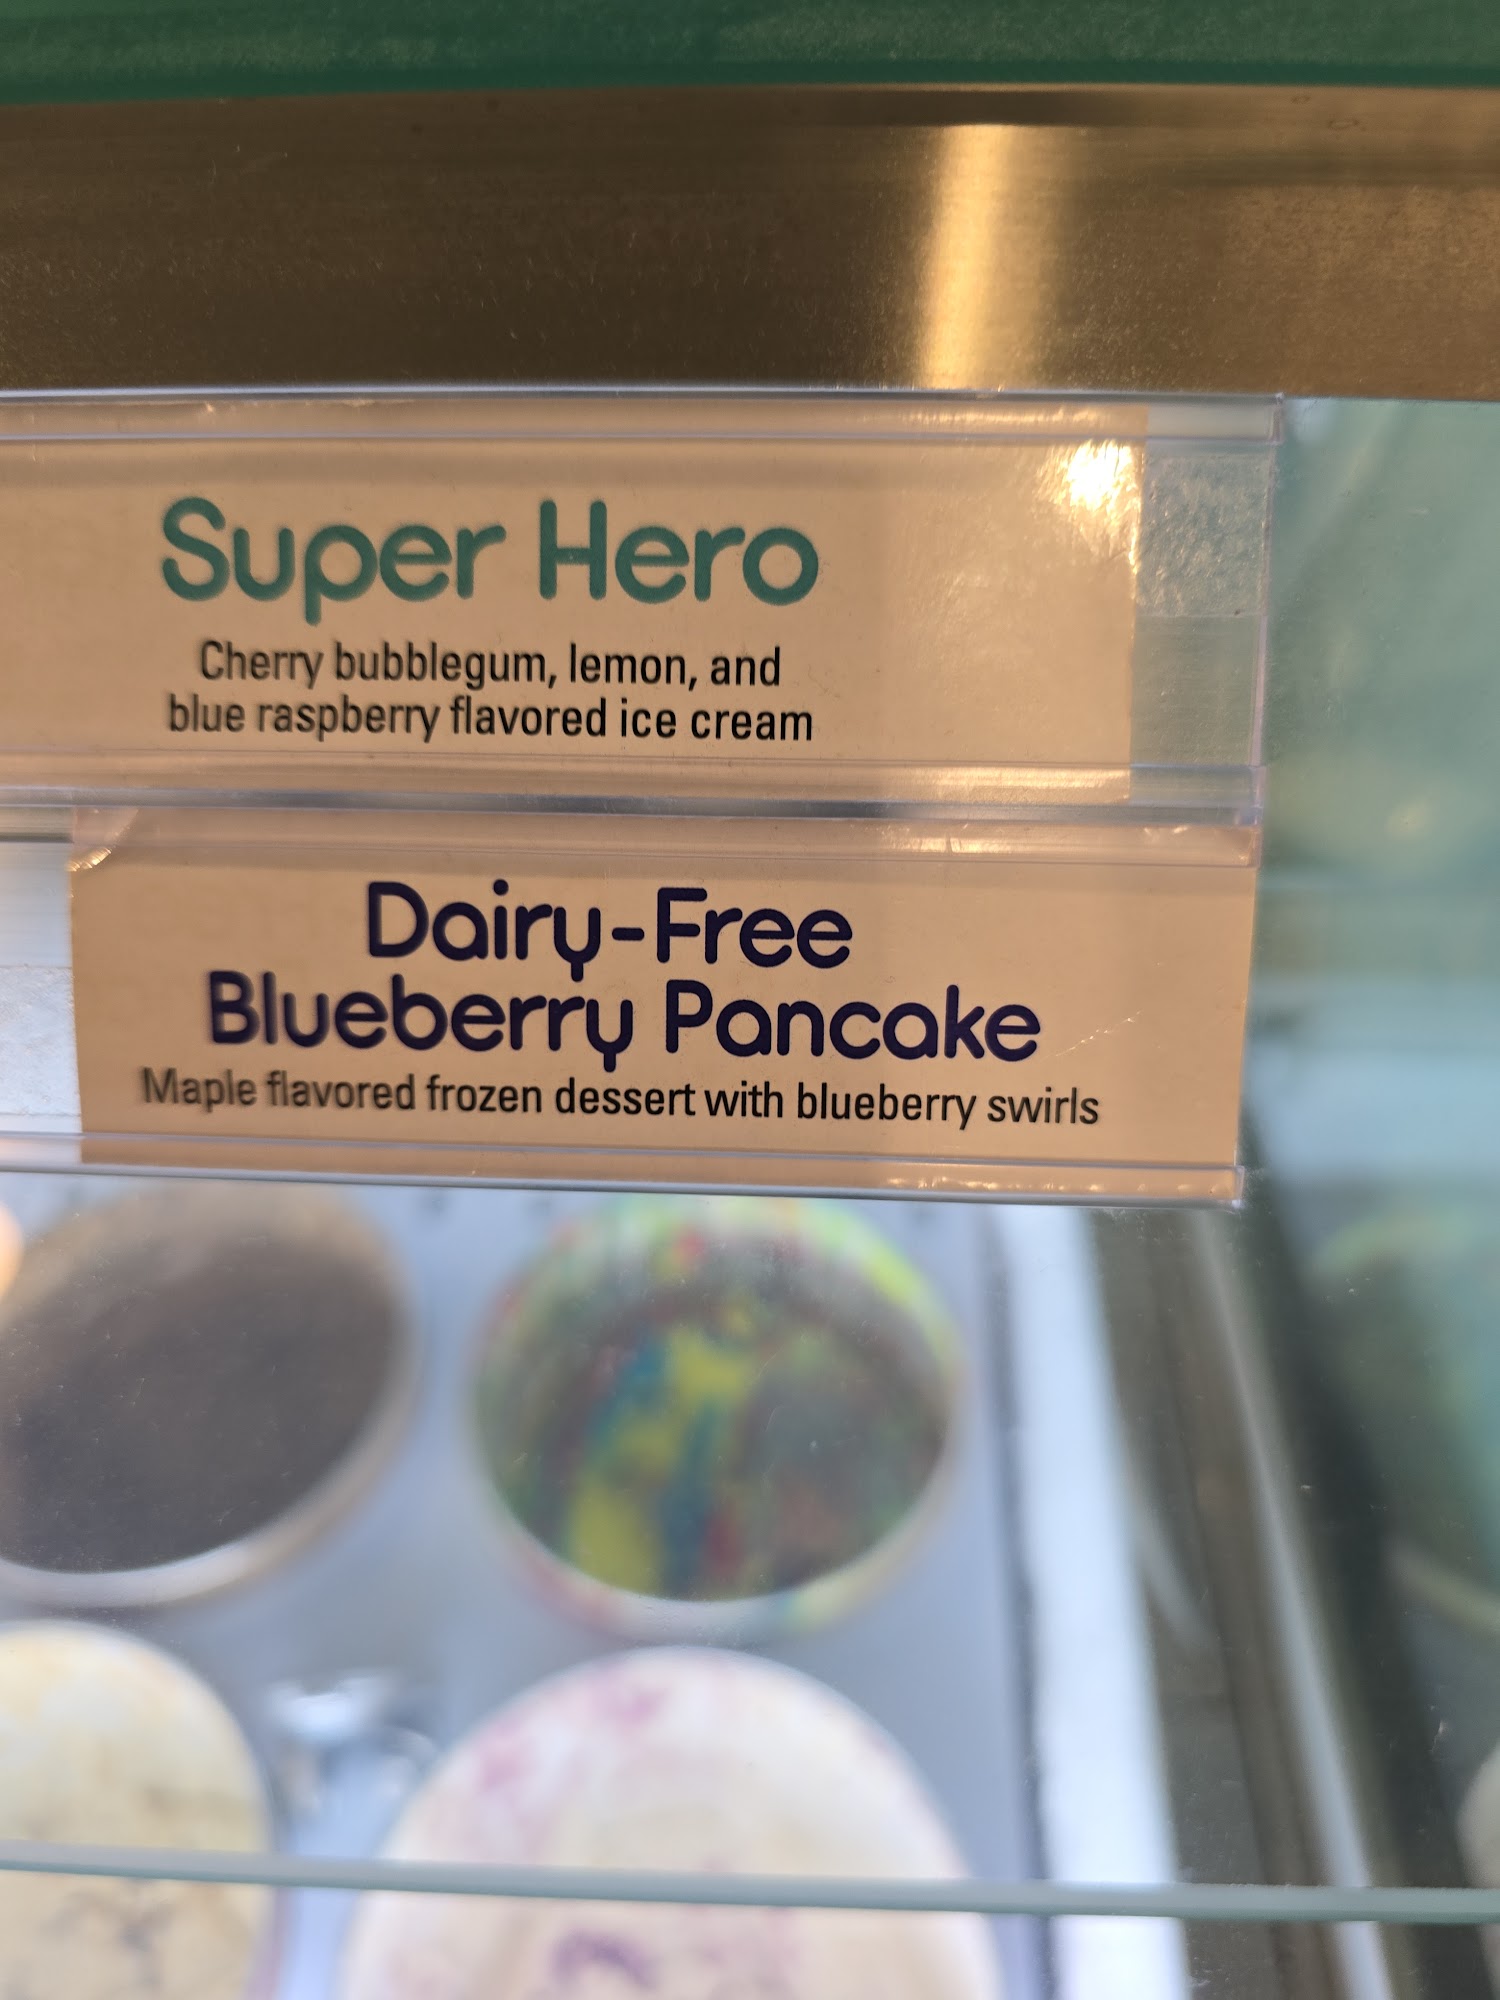 Super Hero
Cherry bubblegum, lemon, and
blue raspberry flavored ice cream
Dairy-Free
Blueberry Pancake
Maple flavored frozen dessert with blueberry swirls